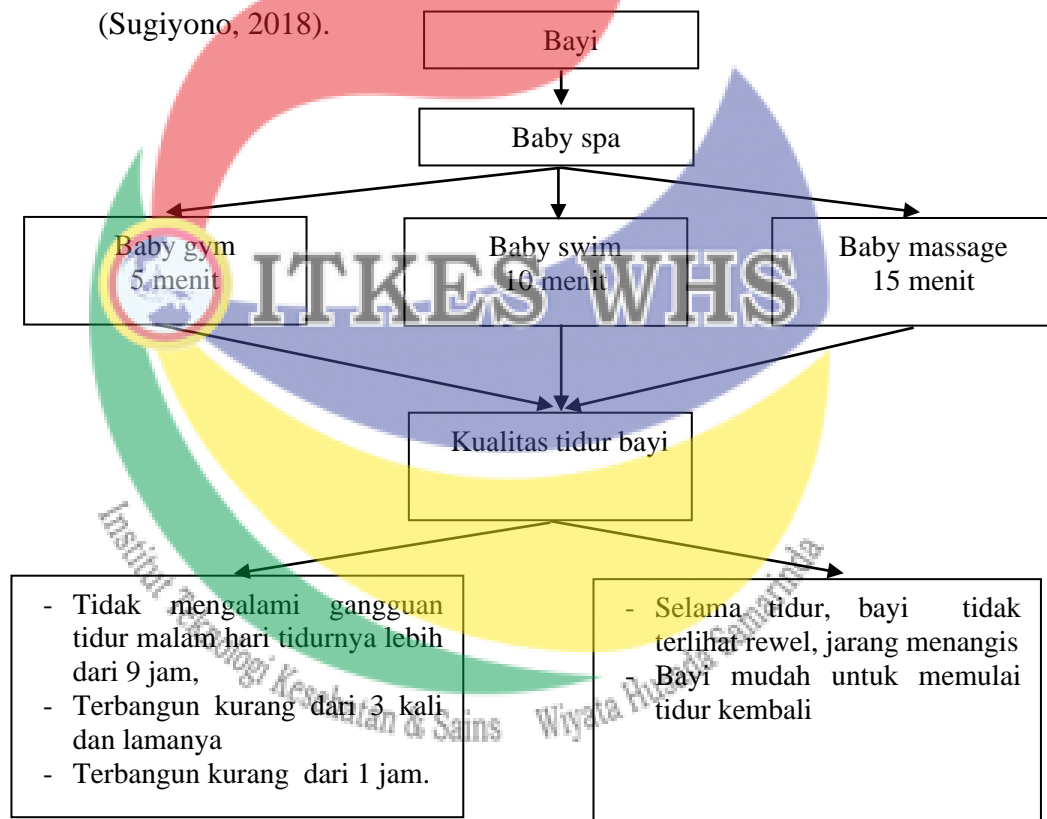 (Sugiyono, 2018).
Bayi
Baby spa
Baby gym
5 menit
Baby swim
10 menit
Baby massage
15 menit
ITKES WHS
Kualitas tidur bayi
- Tidak mengalami gangguan
tidur malam hari tidurnya lebih
dari 9 jam,
- Terbangun kurang dari 3 kali
dan lamanya
- Terbangun kurang dari 1 jam.
- Selama tidur, bayi tidak
terlihat rewel, jarang menangis
- Bayi mudah untuk memulai
tidur kembali
Institut Teknologi Kesehatan & Sains Wiyata Husada Samarinda